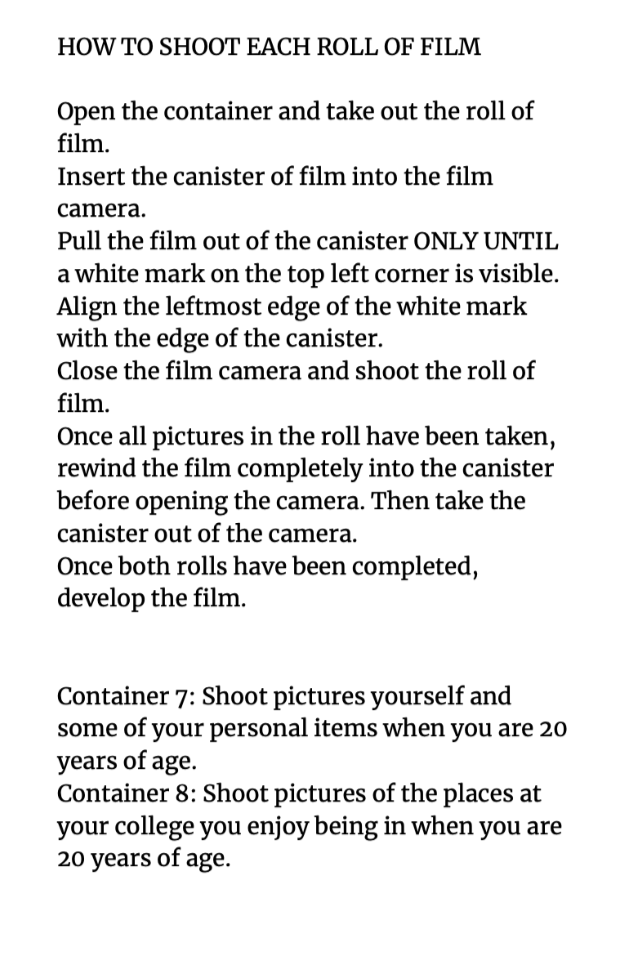 HOW TO SHOOT EACH ROLL OF FILM
Open the container and take out the roll of
film.
Insert the canister of film into the film
camera.
Pull the film out of the canister ONLY UNTIL
a white mark on the top left corner is visible.
Align the leftmost edge of the white mark
with the edge of the canister.
Close the film camera and shoot the roll of
film.
Once all pictures in the roll have been taken,
rewind the film completely into the canister
before opening the camera. Then take the
canister out of the camera.
Once both rolls have been completed,
develop the film.
Container 7: Shoot pictures yourself and
some of your personal items when you are 20
years of age.
Container 8: Shoot pictures of the places at
your college you enjoy being in when you are
20 years of age.